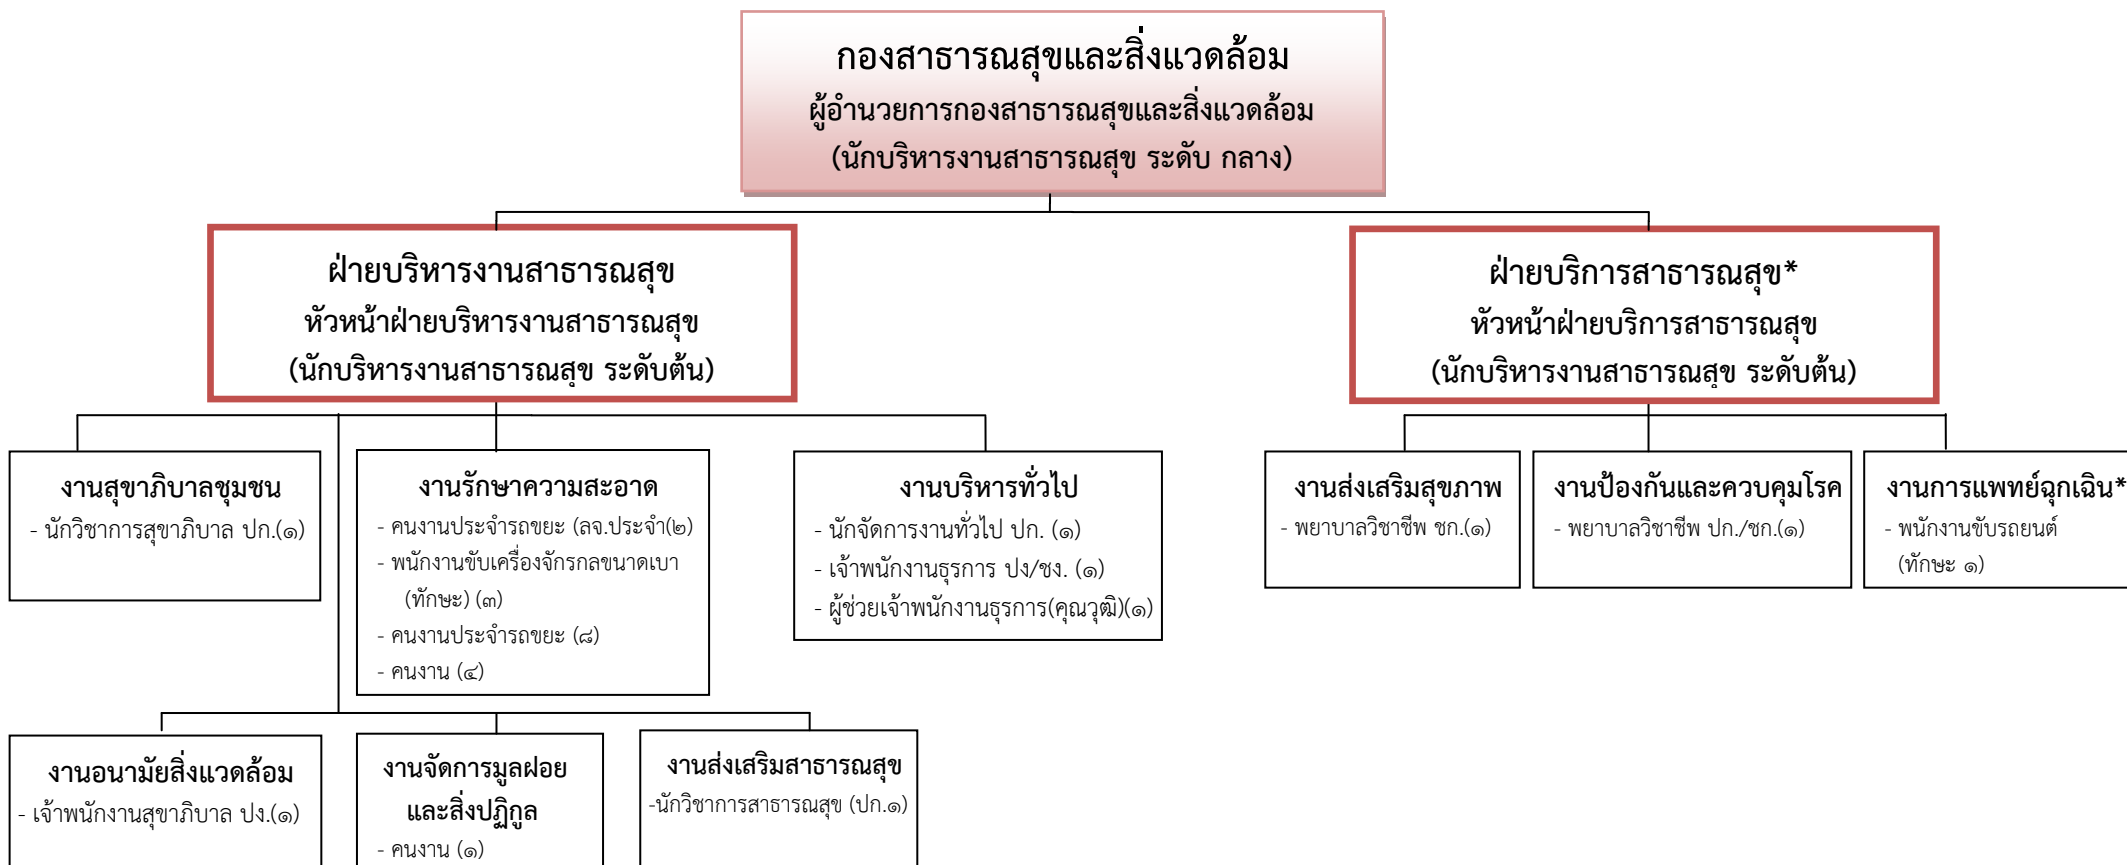 กองสาธารณสุขและสิ่งแวดล้อม
ผู้อำนวยการกองสาธารณสุขและสิ่งแวดล้อม
(นักบริหารงานสาธารณสุข ระดับ กลาง)
ฝ่ายบริหารงานสาธารณสุข
หัวหน้าฝ่ายบริหารงานสาธารณสุข
(นักบริหารงานสาธารณสุข ระดับต้น)
ฝ่ายบริการสาธารณสุข*
หัวหน้าฝ่ายบริการสาธารณสุข
(นักบริหารงานสาธารณสุข ระดับต้น)
งานสุขาภิบาลชุมชน
- นักวิชาการสุขาภิบาล ปก.(๑)
งานรักษาความสะอาด
- คนงานประจำรถขยะ (ลจ.ประจำ(๒)
- พนักงานขับเครื่องจักรกลขนาดเบา
(ทักษะ) (๓)
- คนงานประจำรถขยะ (๘)
- คนงาน (๔)
งานบริหารทั่วไป
- นักจัดการงานทั่วไป ปก. (๑)
- เจ้าพนักงานธุรการ ปง/ชง. (๑)
- ผู้ช่วยเจ้าพนักงานธุรการ(คุณวุฒิ)(๑)
งานส่งเสริมสุขภาพ
- พยาบาลวิชาชีพ ชก.(๑)
งานป้องกันและควบคุมโรค
- พยาบาลวิชาชีพ ปก./ชก.(๑)
งานการแพทย์ฉุกเฉิน*
- พนักงานขับรถยนต์
(ทักษะ ๑)
งานอนามัยสิ่งแวดล้อม
- เจ้าพนักงานสุขาภิบาล ปง.(๑)
งานจัดการมูลฝอย
และสิ่งปฏิกูล
- คนงาน (๑)
งานส่งเสริมสาธารณสุข
-นักวิชาการสาธารณสุข (ปก.๑)